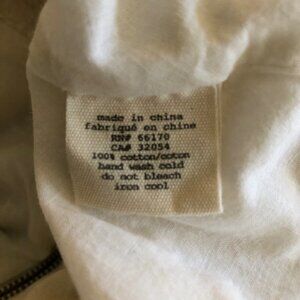 made in china
fabriqué en chine
RN# 66170
CA# 32054
100% cotton/coton
hand wash cold
do not bleach
iron cool